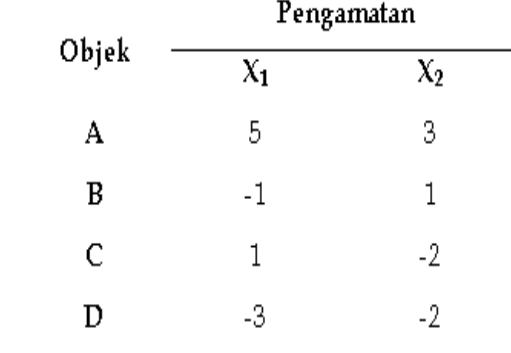 Pengamatan
Objek
X₁ X₂
A 5 3
B -1 1
C 1 -2
D -3 -2